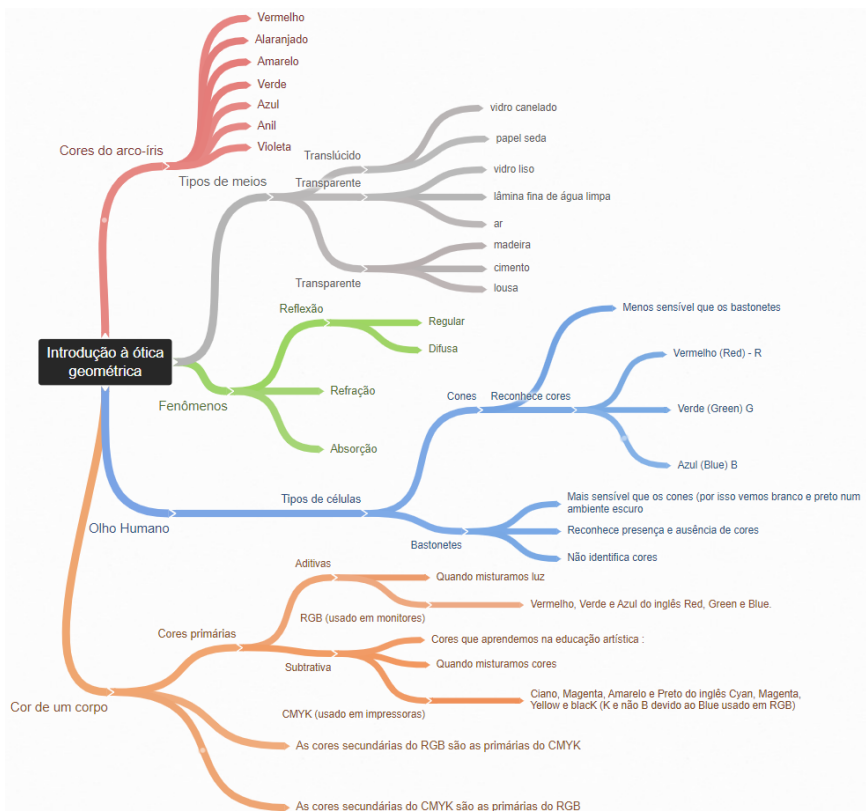 Vermelho
Alaranjado
Amarelo
Verde
Azul
Anil
Violeta
Cores do arco-íris
Tipos de meios
Translúcido
vidro canelado
papel seda
Transparente
vidro liso
lâmina fina de água limpa
ar
Transparente
madeira
cimento
lousa
Introdução à ótica
geométrica
Fenômenos
Reflexão
Regular
Difusa
Refração
Absorção
Olho Humano
Tipos de células
Cones
Menos sensível que os bastonetes
Reconhece cores
Vermelho (Red) - R
Verde (Green) G
Azul (Blue) B
Bastonetes
Mais sensível que os cones (por isso vemos branco e preto num
ambiente escuro
Reconhece presença e ausência de cores
Não identifica cores
Cor de um corpo
Cores primárias
Aditivas
Quando misturamos luz
RGB (usado em monitores)
Vermelho, Verde e Azul do inglês Red, Green e Blue.
Subtrativa
Cores que aprendemos na educação artística :
Quando misturamos cores
CMYK (usado em impressoras)
Ciano, Magenta, Amarelo e Preto do inglês Cyan, Magenta,
Yellow e blacK (K e não B devido ao Blue usado em RGB)
As cores secundárias do RGB são as primárias do CMYK
As cores secundárias do CMYK são as primárias do RGB